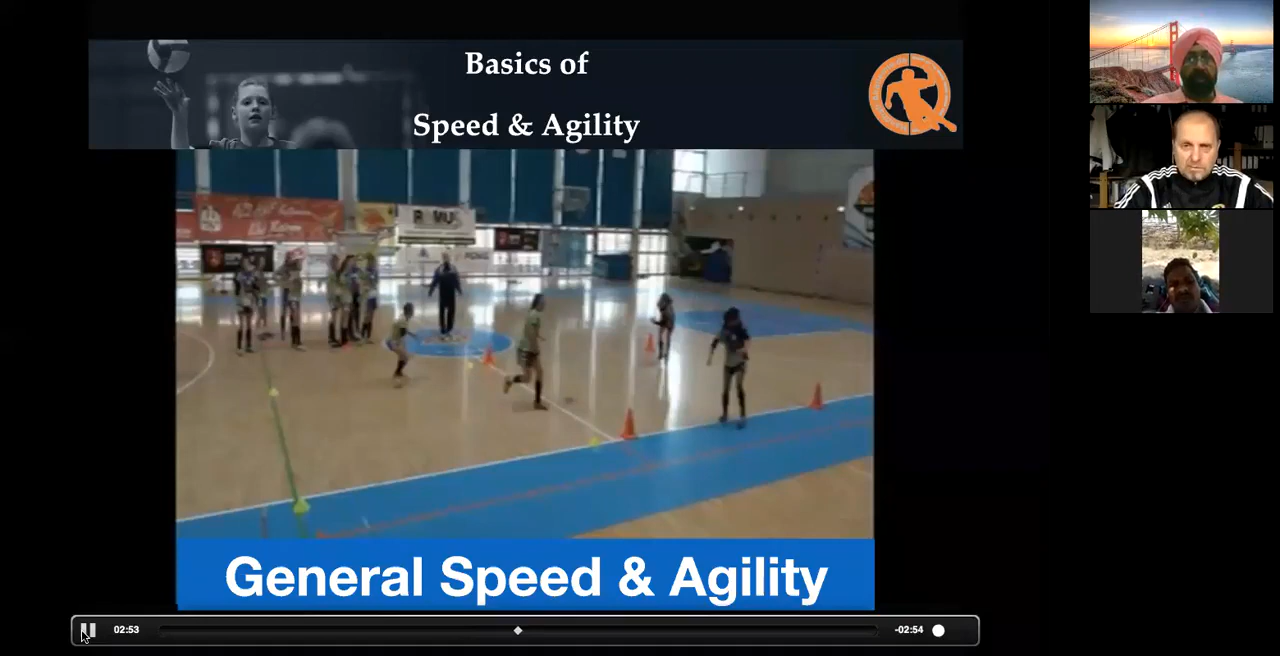 Basics of
Speed & Agility
General Speed & Agility
02:53
-02:54